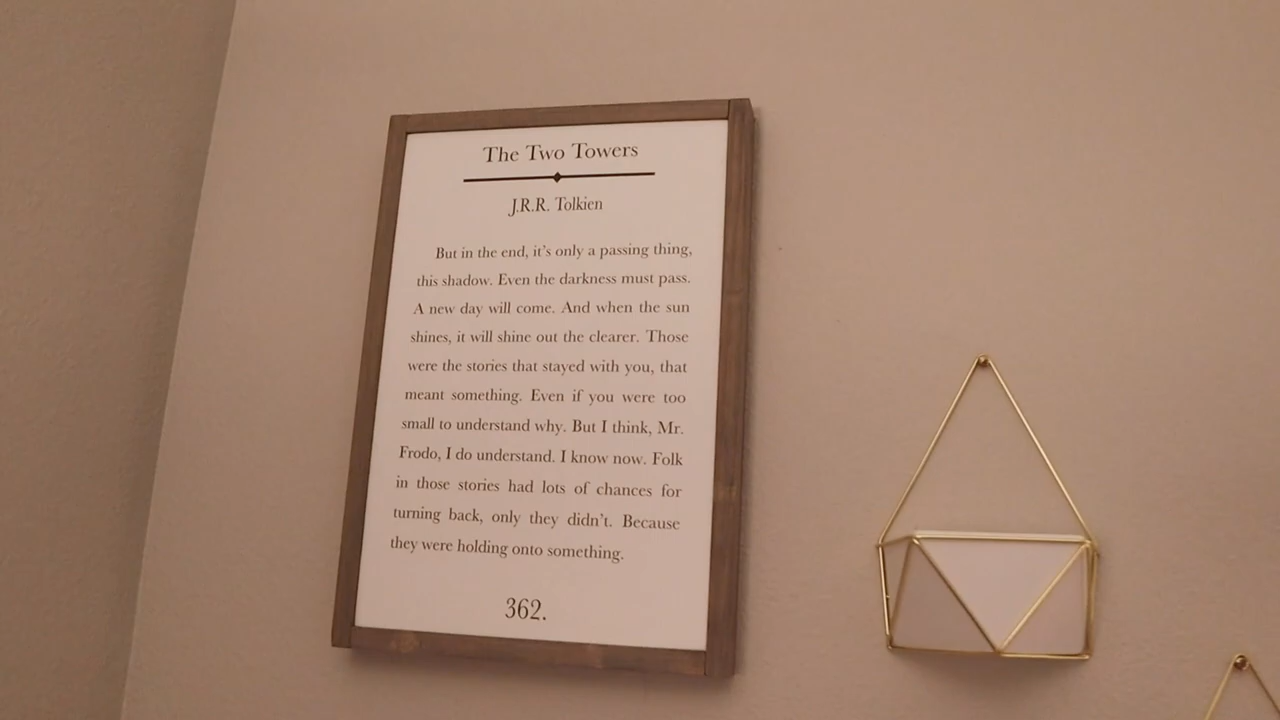 The Two Towers
J.R.R. Tolkien
But in the end, it's only a passing thing,
this shadow. Even the darkness must pass.
A new day will come. And when the sun
shines, it will shine out the clearer. Those
were the stories that stayed with you, that
meant something. Even if you were too
small to understand why. But I think, Mr.
Frodo, I do understand. I know now. Folk
in those stories had lots of chances for
turning back, only they didn't. Because
they were holding onto something.
362.